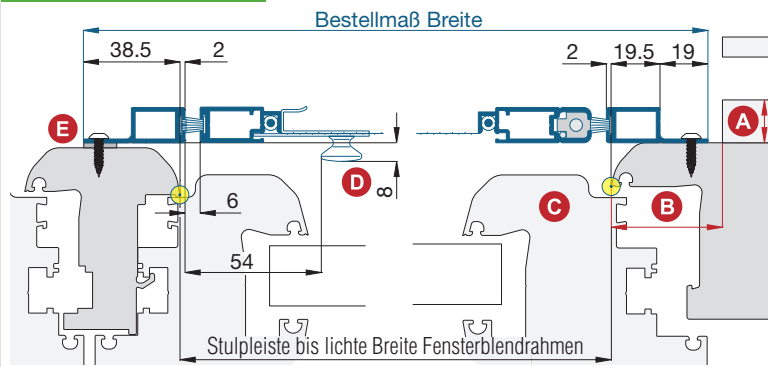 Bestellmaß Breite
38.5
2
2
19.5
19
E
A
D
8
C
B
6
54
Stulpleiste bis lichte Breite Fensterblendrahmen